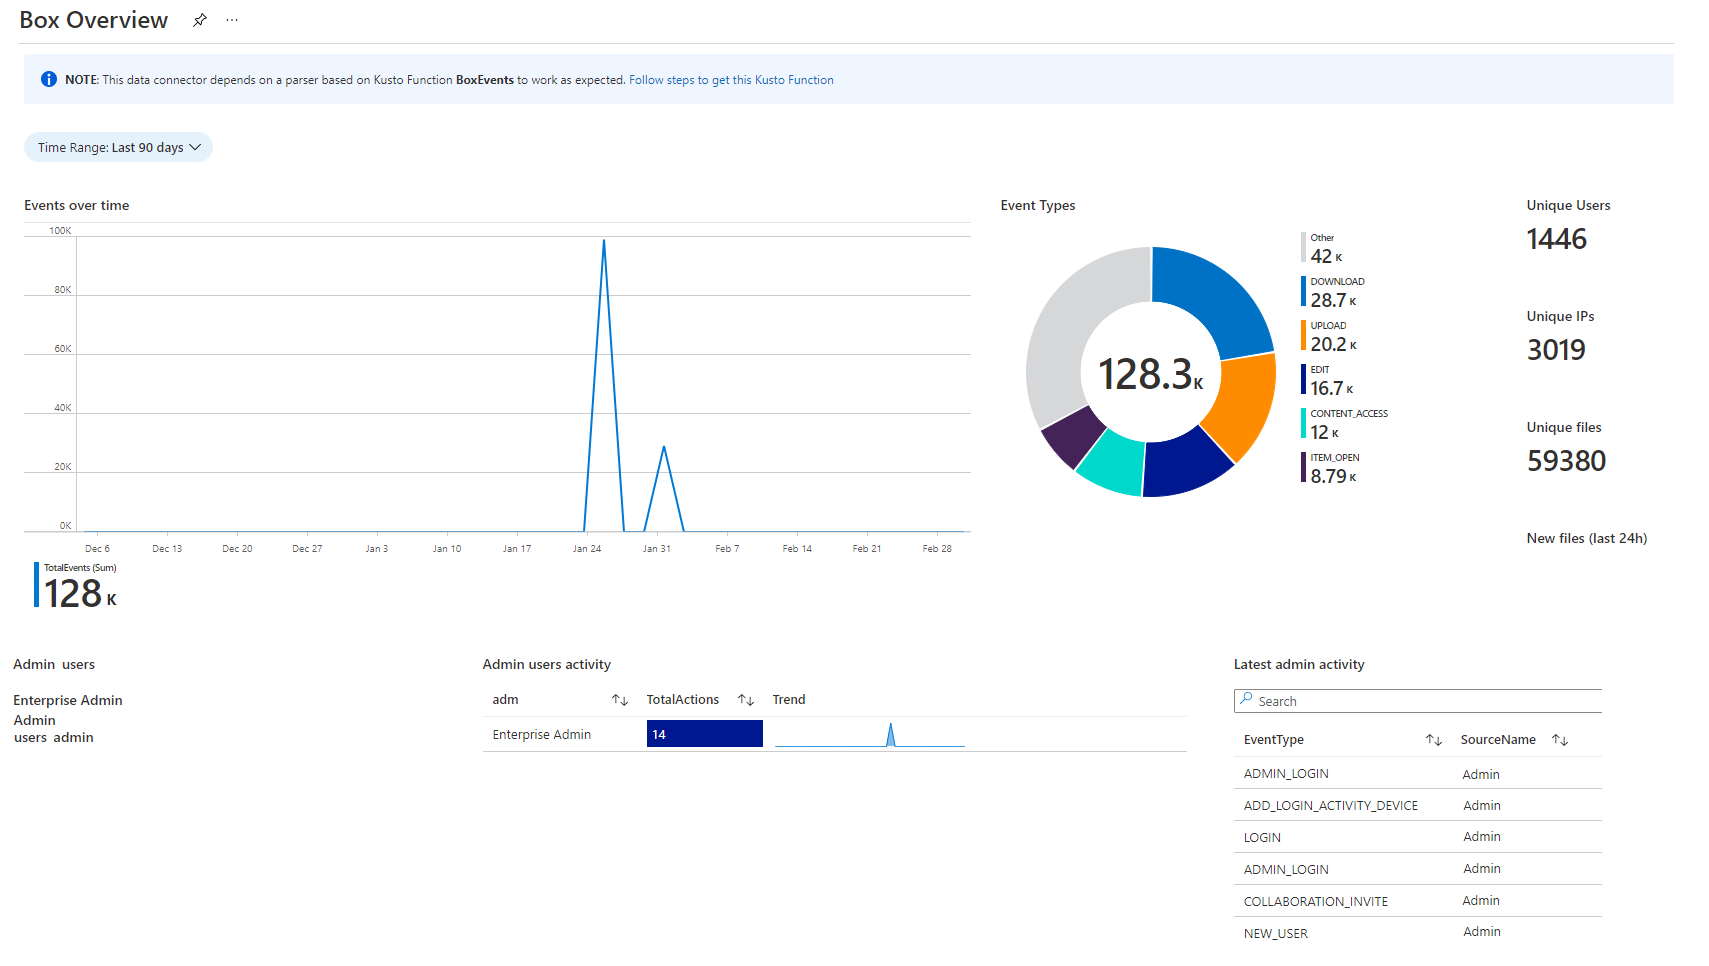 Box Overview
NOTE: This data connector depends on a parser based on Kusto Function BoxEvents to work as expected. Follow steps to get this Kusto Function
Time Range: Last 90 days
Events over time
100K
80K
60K
40K
20K
0K
Dec 6 Dec 13 Dec 20 Dec 27 Jan 3 Jan 10 Jan 17 Jan 24 Jan 31 Feb 7 Feb 14 Feb 21 Feb 28
TotalEvents (Sum)
128 K
Event Types
128.3 K
Other
42 K
DOWNLOAD
28.7 K
UPLOAD
20.2 K
EDIT
16.7 K
CONTENT_ACCESS
12 K
ITEM_OPEN
8.79 K
Unique Users
1446
Unique IPs
3019
Unique files
59380
New files (last 24h)
Admin users
Enterprise Admin
Admin
users admin
Admin users activity
adm TotalActions Trend
Enterprise Admin 14
Latest admin activity
Search
EventType SourceName
ADMIN_LOGIN Admin
ADD_LOGIN_ACTIVITY_DEVICE Admin
LOGIN Admin
ADMIN_LOGIN Admin
COLLABORATION_INVITE Admin
NEW_USER Admin